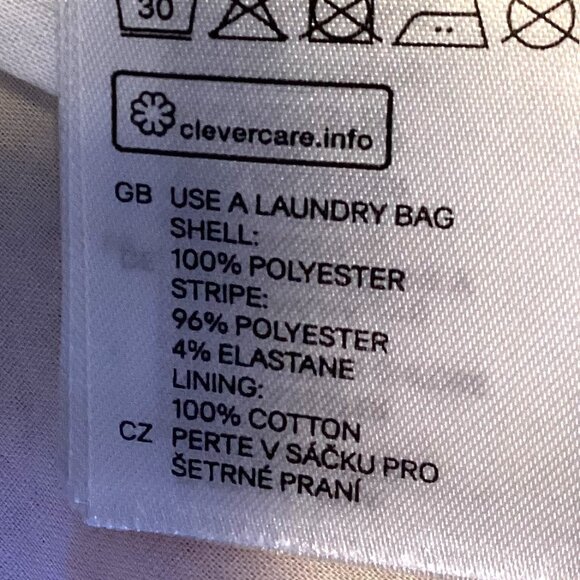 30
clevercare.info
GB USE A LAUNDRY BAG
SHELL:
100% POLYESTER
STRIPE:
96% POLYESTER
4% ELASTANE
LINING:
100% COTTON
CZ PERTE V SÁČKU PRO
ŠETRNÉ PRANÍ